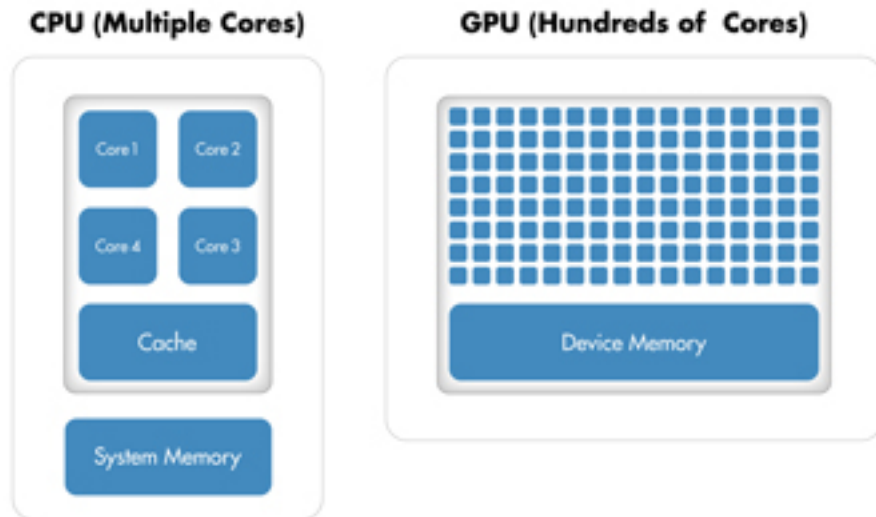 CPU (Multiple Cores)
GPU (Hundreds of Cores)
Core 1
Core 2
Core 4
Core 3
Cache
System Memory
Device Memory